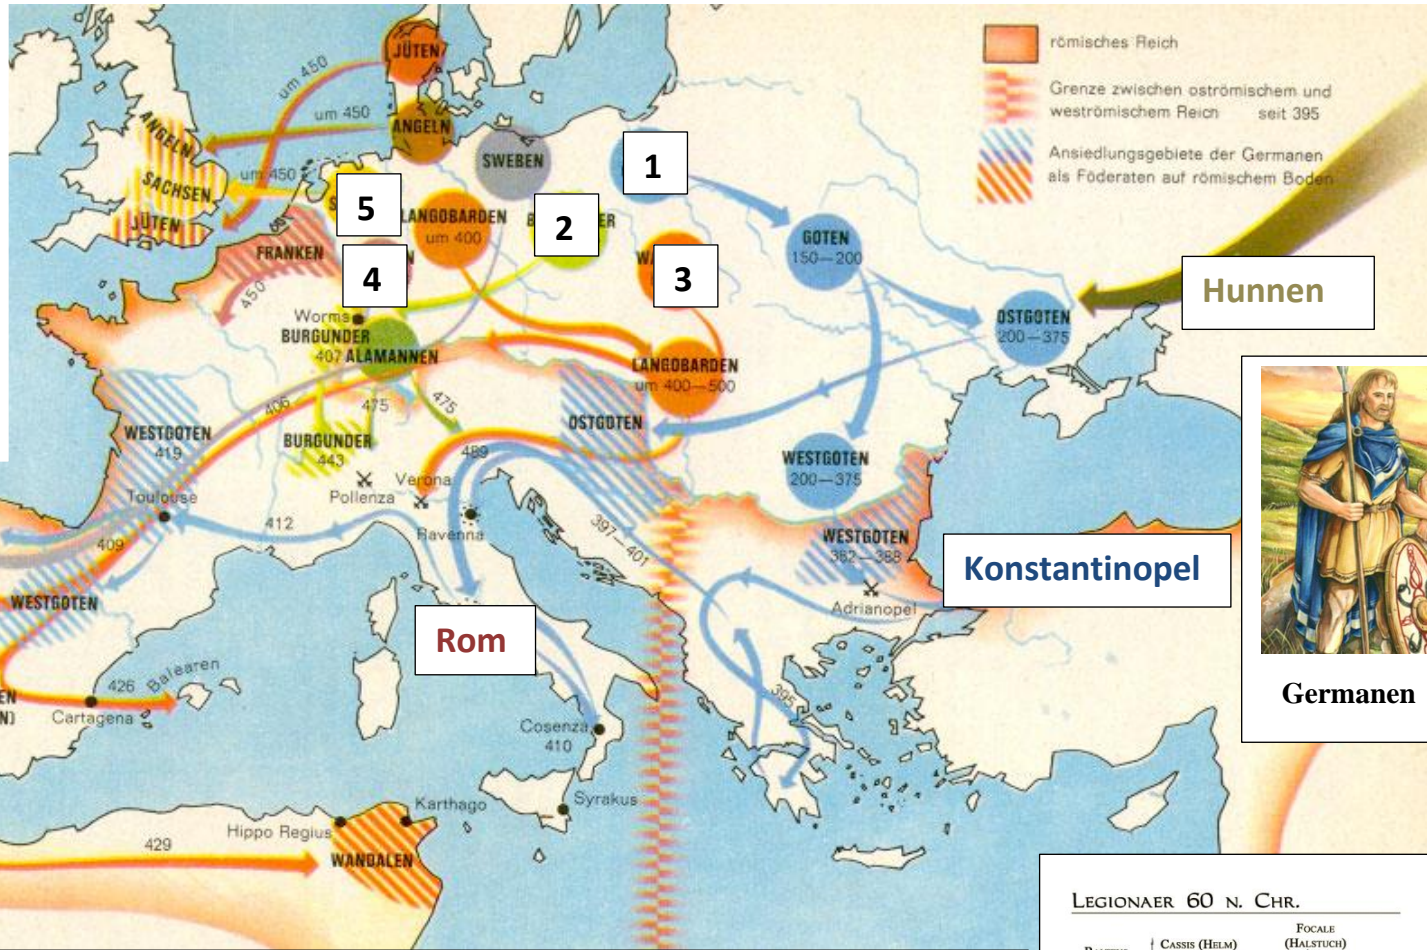 JÜTEN
um 450
um 450
ANGELN
ANGELN
SWEBEN
SACHSEN
um 450
JÜTEN
1
5
LANGOBARDEN
um 400
2
ER
FRANKEN
4
450
3
GOTEN
150—200
OSTGOTEN
200—375
Hunnen
Worms
BURGUNDER
407
ALAMANNEN
LANGOBARDEN
um 400—500
406
475
475
WESTGOTEN
419
BURGUNDER
443
489
OSTGOTEN
WESTGOTEN
200—375
Verona
Pollenza
Toulouse
412
Ravenna
397—401
409
WESTGOTEN
382—388
Konstantinopel
Adrianopel
WESTGOTEN
Rom
395
426
Balearen
Cartagena
Cosenza
410
Karthago
Syrakus
Hippo Regius
429
WANDALEN
römisches Reich
Grenze zwischen oströmischem und
weströmischem Reich seit 395
Ansiedlungsgebiete der Germanen
als Föderaten auf römischem Boden
Germanen
LEGIONAER 60 N. CHR.
FOCALE
CASSIS (HELM)
(HALSTUCH)